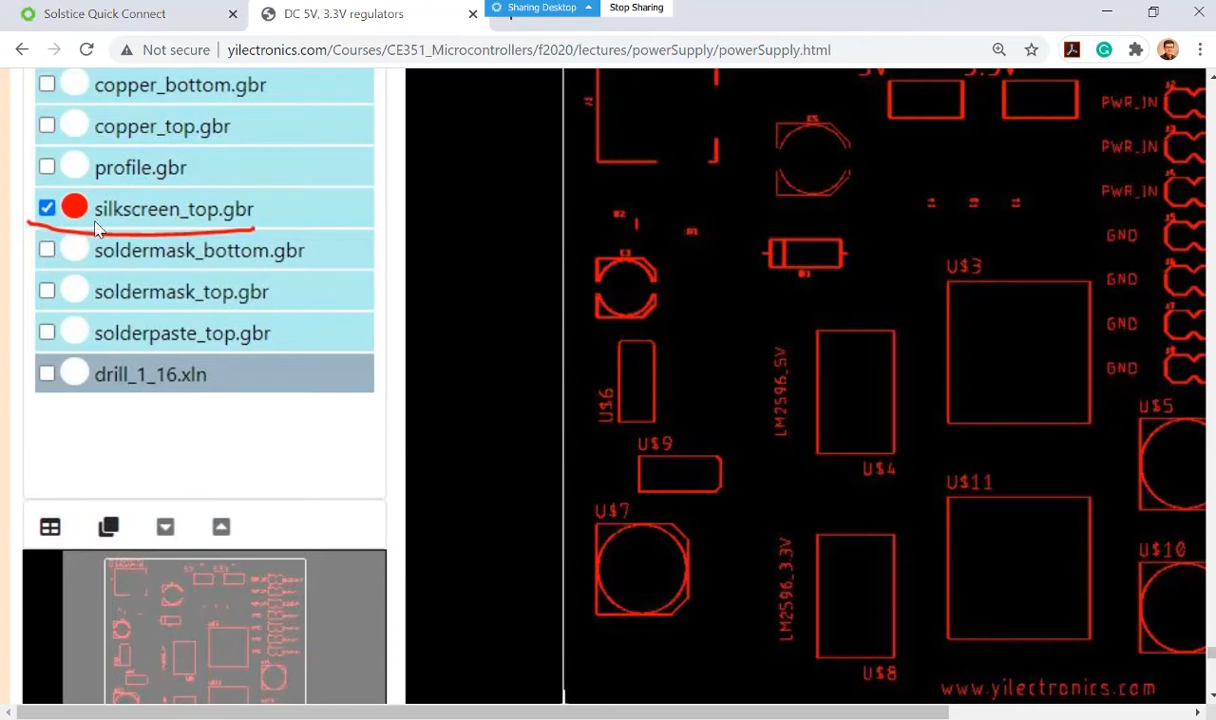 Solstice Quick Connect
DC 5V, 3.3V regulators
Sharing Desktop
Stop Sharing
Not secure
yilectronics.com/Courses/CE351_Microcontrollers/f2020/lectures/powerSupply/powerSupply.html
copper_bottom.gbr
copper_top.gbr
profile.gbr
silkscreen_top.gbr
soldermask_bottom.gbr
soldermask_top.gbr
solderpaste_top.gbr
drill_1_16.xln
5V
3.3V
PWR_IN
PWR_IN
PWR_IN
GND
GND
GND
GND
U$3
U$6
LM2596_5V
U$5
U$9
U$4
U$11
U$7
U$10
LM2596_3.3V
U$8
www.yilectronics.com